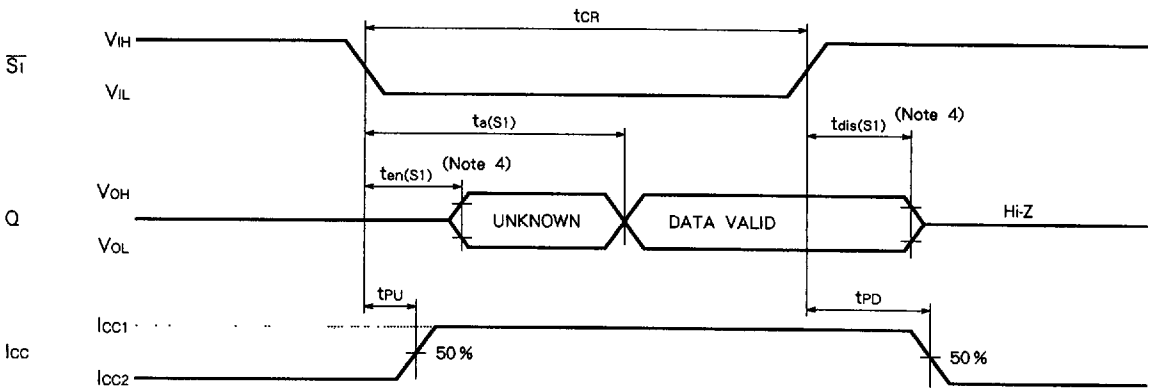 tCR
VIH
S1
VIL
ta(S1)
tdis(S1) (Note 4)
ten(S1) (Note 4)
VOH
Q
UNKNOWN
DATA VALID
Hi-Z
VOL
tPU
tPD
ICC1
ICC
50%
50%
ICC2